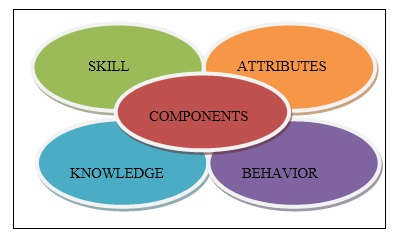 SKILL
ATTRIBUTES
COMPONENTS
KNOWLEDGE
BEHAVIOR